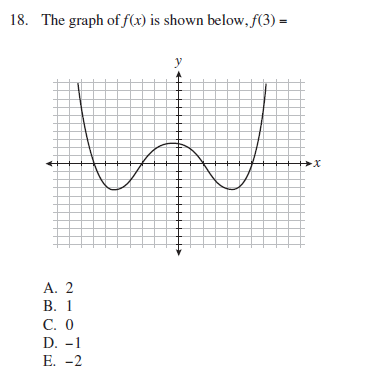 18. The graph of f(x) is shown below, f(3) =
y
x
A. 2
B. 1
C. 0
D. –1
E. –2